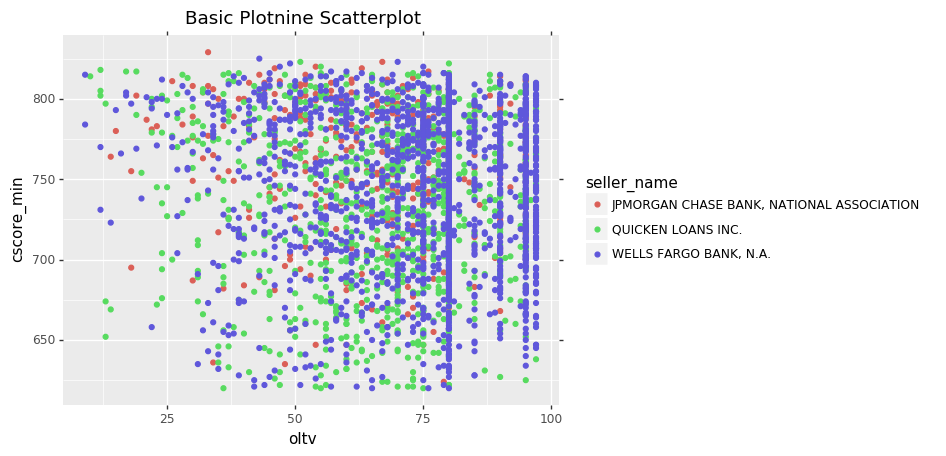 Basic Plotnine Scatterplot
800
750
700
650
cscore_min
25
50
75
100
oltv
seller_name
JPMORGAN CHASE BANK, NATIONAL ASSOCIATION
QUICKEN LOANS INC.
WELLS FARGO BANK, N.A.